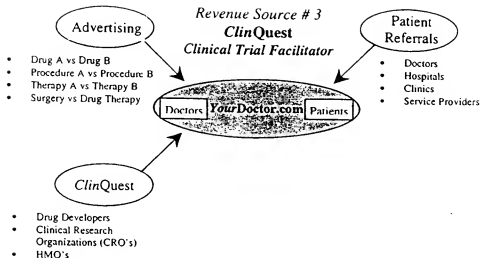 Revenue Source # 3
ClinQuest
Clinical Trial Facilitator
Advertising
• Drug A vs Drug B
• Procedure A vs Procedure B
• Therapy A vs Therapy B
• Surgery vs Drug Therapy
Patient
Referrals
• Doctors
• Hospitals
• Clinics
• Service Providers
Doctors YourDoctor.com Patients
ClinQuest
• Drug Developers
• Clinical Research
Organizations (CRO's)
• HMO's